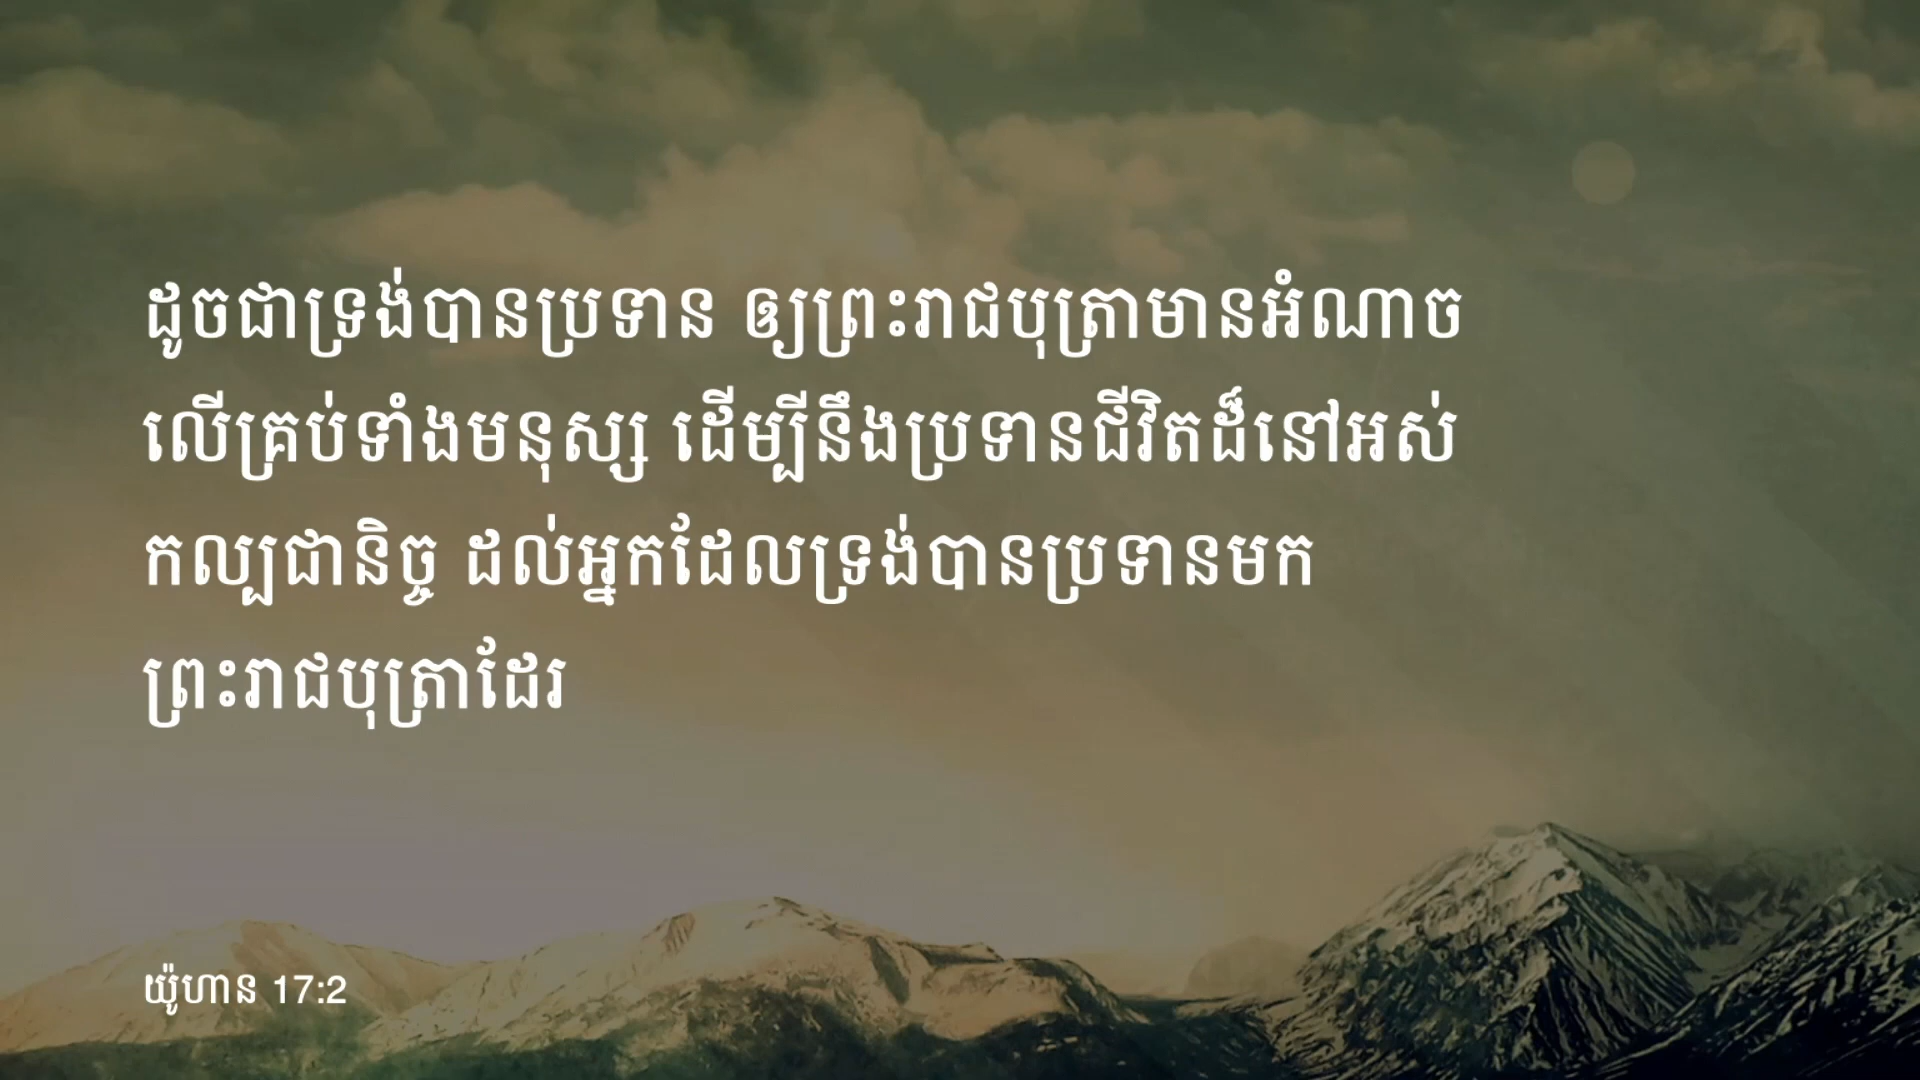 ដូចជាទ្រង់បានប្រទាន ឲ្យព្រះរាជបុត្រាមានអំណាច
លើគ្រប់ទាំងមនុស្ស ដើម្បីនឹងប្រទានជីវិតដ៏នៅអស់
កល្បជានិច្ច ដល់អ្នកដែលទ្រង់បានប្រទានមក
ព្រះរាជបុត្រាដែរ
យ៉ូហាន 17:2